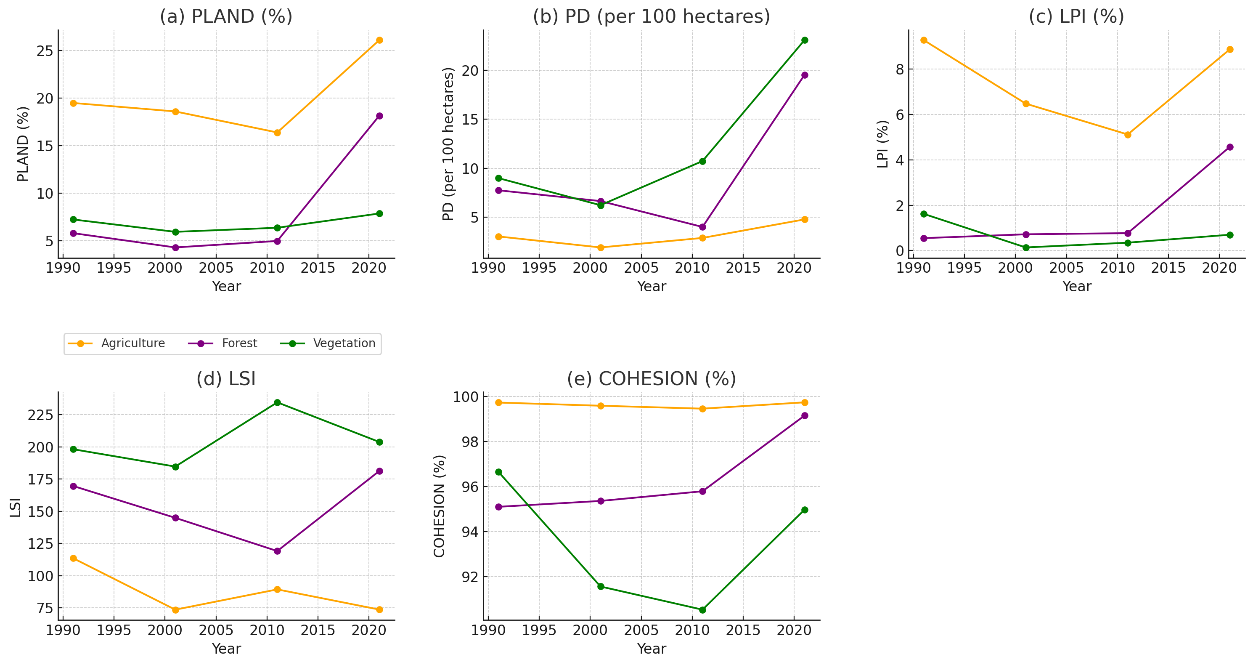 (a) PLAND (%)
PLAND (%)
25
20
15
10
5
1990 1995 2000 2005 2010 2015 2020
Year
(b) PD (per 100 hectares)
PD (per 100 hectares)
20
15
10
5
1990 1995 2000 2005 2010 2015 2020
Year
(c) LPI (%)
LPI (%)
8
6
4
2
0
1990 1995 2000 2005 2010 2015 2020
Year
Agriculture Forest Vegetation
(d) LSI
LSI
225
200
175
150
125
100
75
1990 1995 2000 2005 2010 2015 2020
Year
(e) COHESION (%)
COHESION (%)
100
98
96
94
92
1990 1995 2000 2005 2010 2015 2020
Year